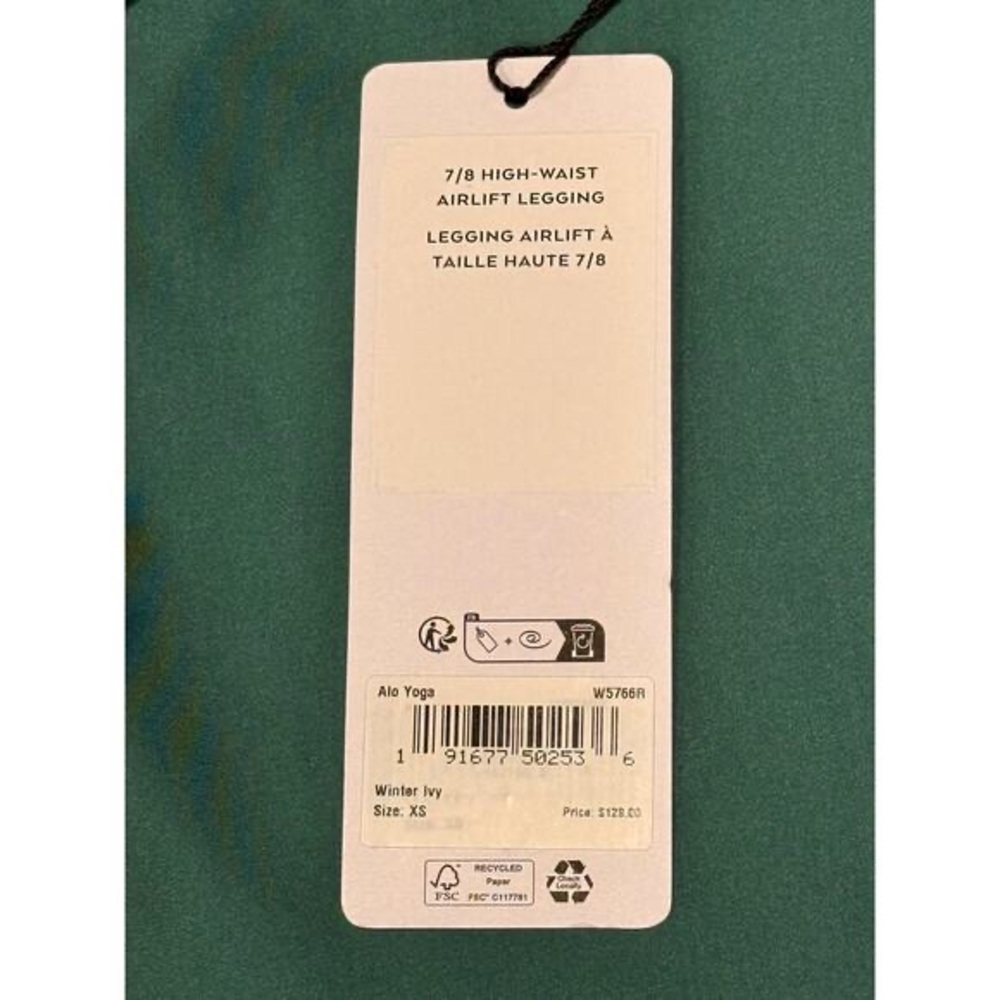 7/8 HIGH-WAIST
AIRLIFT LEGGING
LEGGING AIRLIFT À
TAILLE HAUTE 7/8
Alo Yoga W5766R
1 91677 50253 6
Winter Ivy
Size: XS Price: $128.00
RECYCLED
Paper
FSC FSC® C117781
Check
Locally